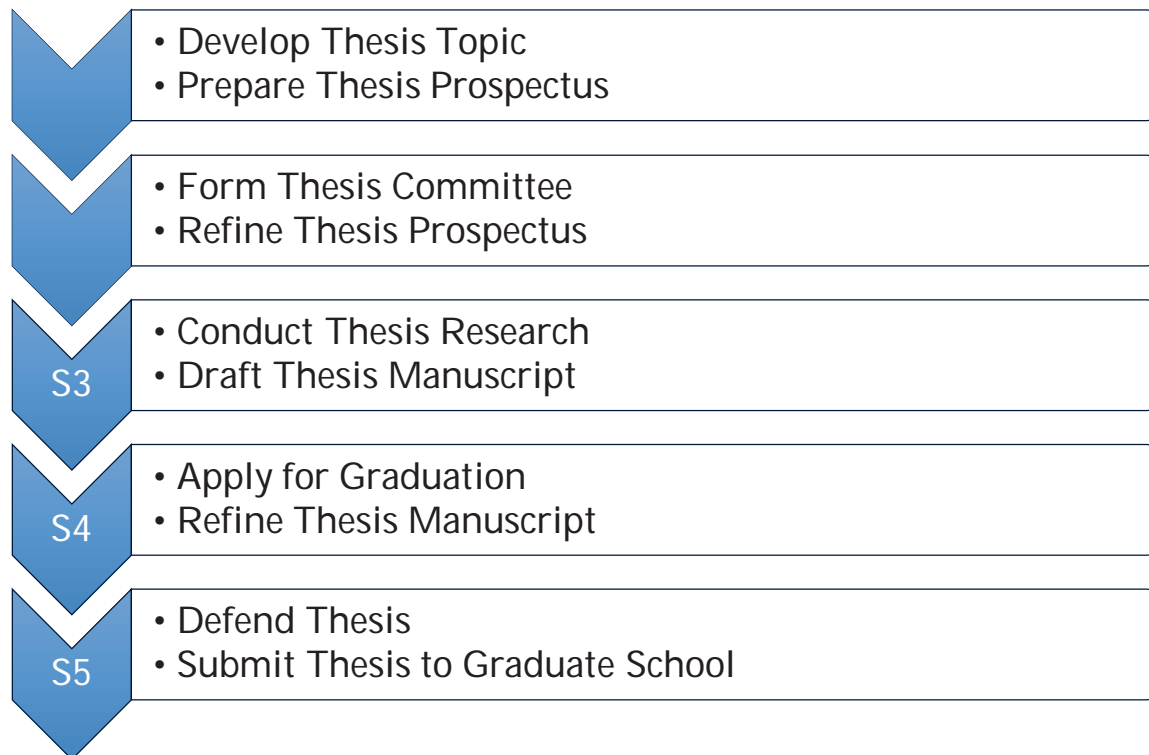 • Develop Thesis Topic
• Prepare Thesis Prospectus
• Form Thesis Committee
• Refine Thesis Prospectus
• Conduct Thesis Research
• Draft Thesis Manuscript
S3
• Apply for Graduation
• Refine Thesis Manuscript
S4
• Defend Thesis
• Submit Thesis to Graduate School
S5